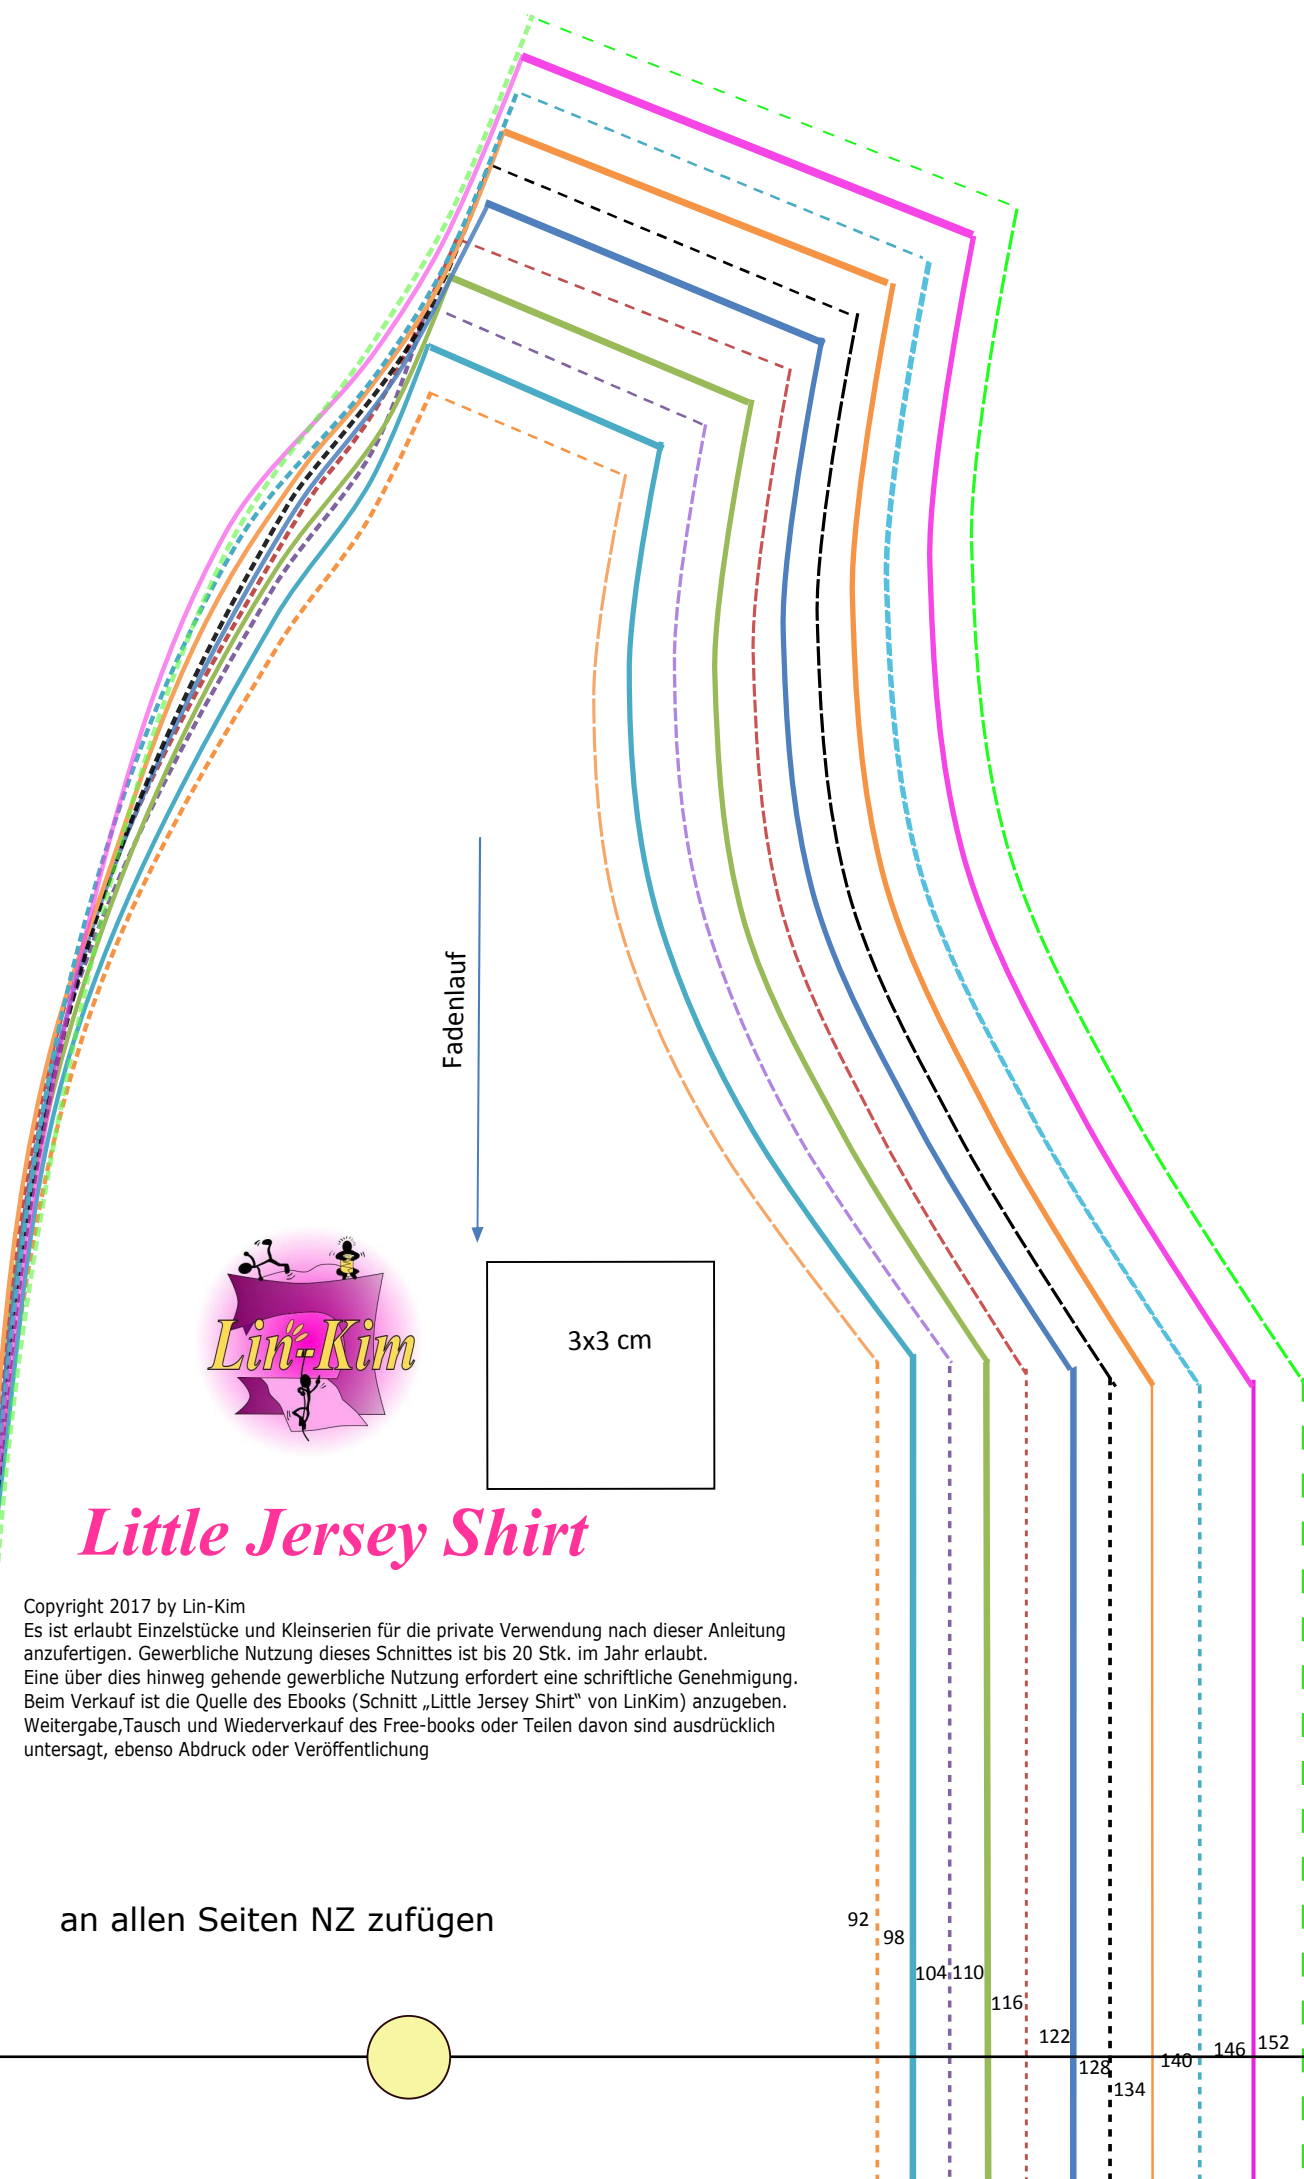 Fadenlauf
Lin-Kim
3x3 cm
Little Jersey Shirt
Copyright 2017 by Lin-Kim
Es ist erlaubt Einzelstücke und Kleinserien für die private Verwendung nach dieser Anleitung
anzufertigen. Gewerbliche Nutzung dieses Schnittes ist bis 20 Stk. im Jahr erlaubt.
Eine über dies hinweg gehende gewerbliche Nutzung erfordert eine schriftliche Genehmigung.
Beim Verkauf ist die Quelle des Ebooks (Schnitt „Little Jersey Shirt“ von LinKim) anzugeben.
Weitergabe,Tausch und Wiederverkauf des Free-books oder Teilen davon sind ausdrücklich
untersagt, ebenso Abdruck oder Veröffentlichung
an allen Seiten NZ zufügen
92
98
104
110
116
122
128
134
140
146
152